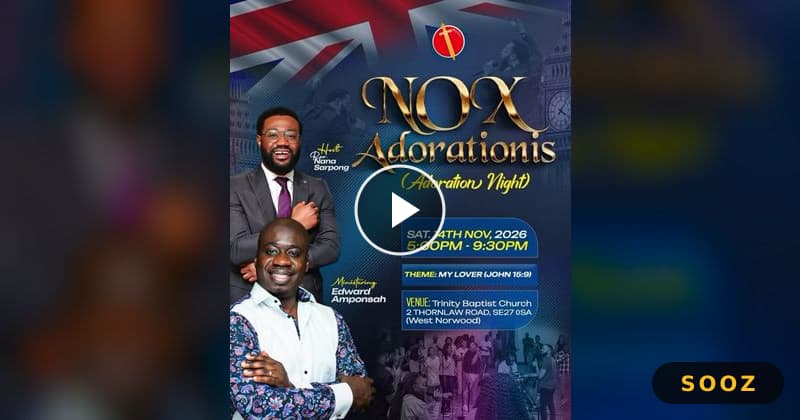 NOX
Adorationis
(Adoration Night)
Host
Nana
Sarpong
SAT. 14TH NOV, 2026
5:00PM - 9:30PM
THEME: MY LOVER (JOHN 15:9)
Ministering
Edward
Amponsah
VENUE: Trinity Baptist Church
2 THORNLAW ROAD, SE27 0SA
(West Norwood)
SOOZ